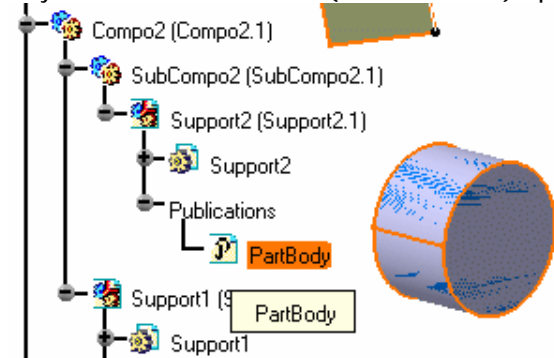 Compo2 (Compo2.1)
SubCompo2 (SubCompo2.1)
Support2 (Support2.1)
Support2
Publications
PartBody
Support1 (S
PartBody
Support1